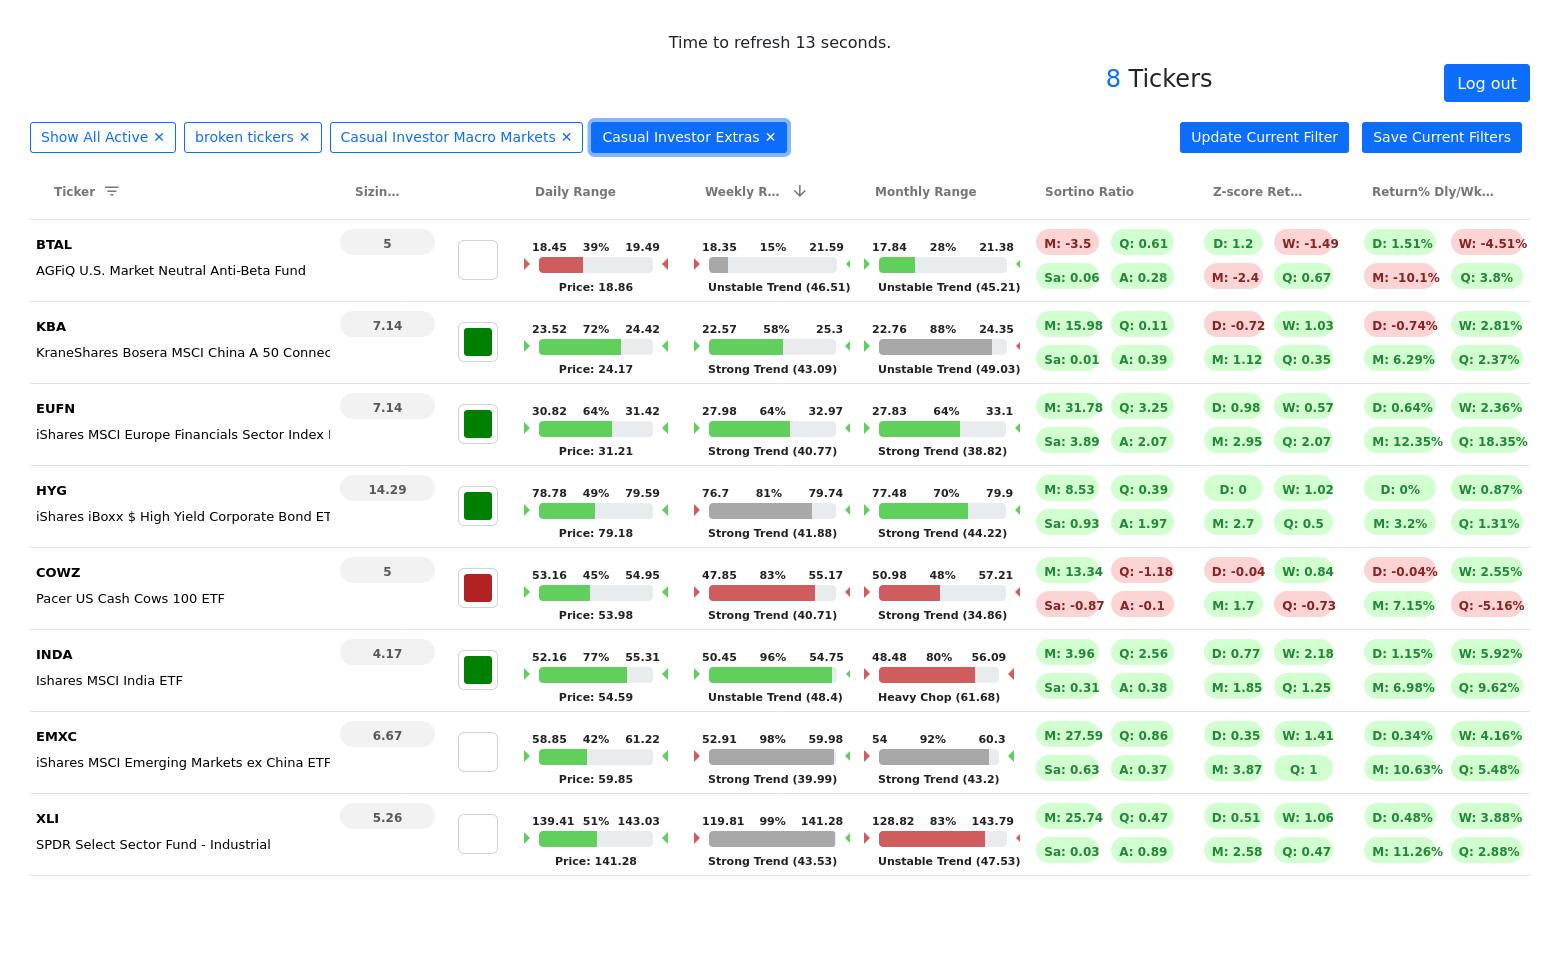 Time to refresh 13 seconds.
8 Tickers
Log out
Show All Active ✕ broken tickers ✕ Casual Investor Macro Markets ✕ Casual Investor Extras ✕ Update Current Filter Save Current Filters
Ticker Sizin... Daily Range Weekly R... Monthly Range Sortino Ratio Z-score Ret... Return% Dly/Wk...
BTAL 5 18.45 39% 19.49 18.35 15% 21.59 17.84 28% 21.38 M: -3.5 Q: 0.61 D: 1.2 W: -1.49 D: 1.51% W: -4.51%
AGFiQ U.S. Market Neutral Anti-Beta Fund Price: 18.86 Unstable Trend (46.51) Unstable Trend (45.21) Sa: 0.06 A: 0.28 M: -2.4 Q: 0.67 M: -10.1% Q: 3.8%
KBA 7.14 23.52 72% 24.42 22.57 58% 25.3 22.76 88% 24.35 M: 15.98 Q: 0.11 D: -0.72 W: 1.03 D: -0.74% W: 2.81%
KraneShares Bosera MSCI China A 50 Connec Price: 24.17 Strong Trend (43.09) Unstable Trend (49.03) Sa: 0.01 A: 0.39 M: 1.12 Q: 0.35 M: 6.29% Q: 2.37%
EUFN 7.14 30.82 64% 31.42 27.98 64% 32.97 27.83 64% 33.1 M: 31.78 Q: 3.25 D: 0.98 W: 0.57 D: 0.64% W: 2.36%
iShares MSCI Europe Financials Sector Index Price: 31.21 Strong Trend (40.77) Strong Trend (38.82) Sa: 3.89 A: 2.07 M: 2.95 Q: 2.07 M: 12.35% Q: 18.35%
HYG 14.29 78.78 49% 79.59 76.7 81% 79.74 77.48 70% 79.9 M: 8.53 Q: 0.39 D: 0 W: 1.02 D: 0% W: 0.87%
iShares iBoxx $ High Yield Corporate Bond ET Price: 79.18 Strong Trend (41.88) Strong Trend (44.22) Sa: 0.93 A: 1.97 M: 2.7 Q: 0.5 M: 3.2% Q: 1.31%
COWZ 5 53.16 45% 54.95 47.85 83% 55.17 50.98 48% 57.21 M: 13.34 Q: -1.18 D: -0.04 W: 0.84 D: -0.04% W: 2.55%
Pacer US Cash Cows 100 ETF Price: 53.98 Strong Trend (40.71) Strong Trend (34.86) Sa: -0.87 A: -0.1 M: 1.7 Q: -0.73 M: 7.15% Q: -5.16%
INDA 4.17 52.16 77% 55.31 50.45 96% 54.75 48.48 80% 56.09 M: 3.96 Q: 2.56 D: 0.77 W: 2.18 D: 1.15% W: 5.92%
Ishares MSCI India ETF Price: 54.59 Unstable Trend (48.4) Heavy Chop (61.68) Sa: 0.31 A: 0.38 M: 1.85 Q: 1.25 M: 6.98% Q: 9.62%
EMXC 6.67 58.85 42% 61.22 52.91 98% 59.98 54 92% 60.3 M: 27.59 Q: 0.86 D: 0.35 W: 1.41 D: 0.34% W: 4.16%
iShares MSCI Emerging Markets ex China ETF Price: 59.85 Strong Trend (39.99) Strong Trend (43.2) Sa: 0.63 A: 0.37 M: 3.87 Q: 1 M: 10.63% Q: 5.48%
XLI 5.26 139.41 51% 143.03 119.81 99% 141.28 128.82 83% 143.79 M: 25.74 Q: 0.47 D: 0.51 W: 1.06 D: 0.48% W: 3.88%
SPDR Select Sector Fund - Industrial Price: 141.28 Strong Trend (43.53) Unstable Trend (47.53) Sa: 0.03 A: 0.89 M: 2.58 Q: 0.47 M: 11.26% Q: 2.88%